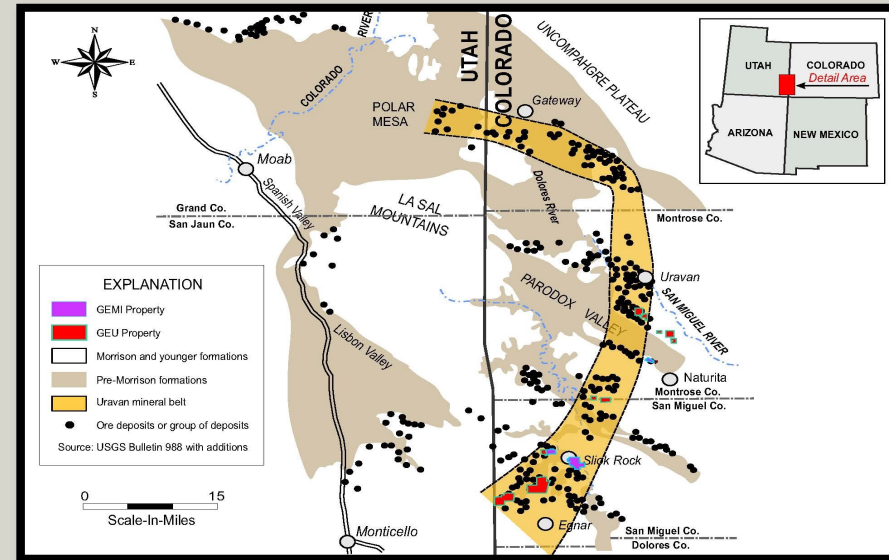 N
W E
S
COLORADO
RIVER
UTAH
COLORADO
UNCOMPAHGRE PLATEAU
POLAR
MESA
Gateway
Moab
Spanish Valley
Dolores River
LA SAL
MOUNTAINS
Grand Co.
San Jaun Co.
Montrose Co.
Uravan
SAN MIGUEL RIVER
PARODOX VALLEY
Lisbon Valley
Naturita
Montrose Co.
San Miguel Co.
Slick Rock
Egnar
Monticello
San Miguel Co.
Dolores Co.
UTAH
COLORADO
Detail Area
ARIZONA
NEW MEXICO
EXPLANATION
GEMI Property
GEU Property
Morrison and younger formations
Pre-Morrison formations
Uravan mineral belt
Ore deposits or group of deposits
Source: USGS Bulletin 988 with additions
0 15
Scale-In-Miles